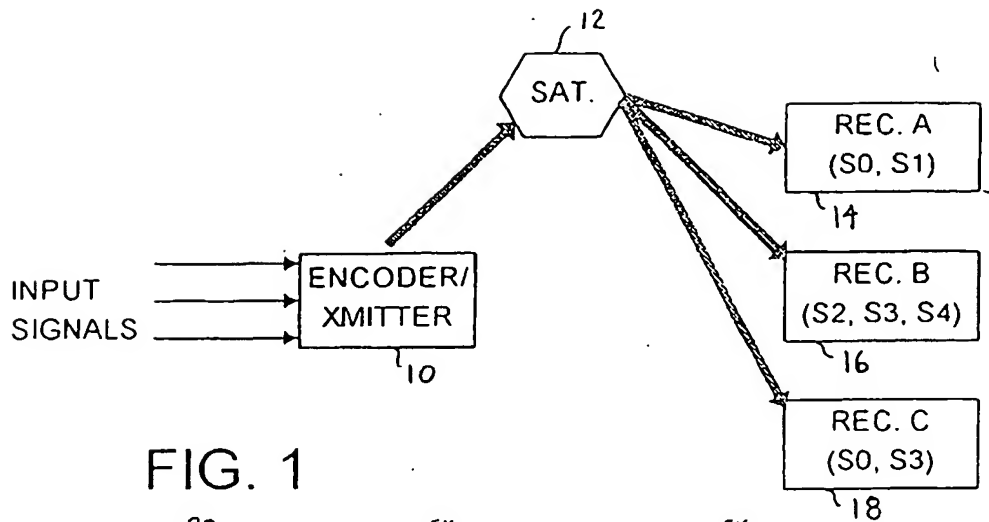 12
SAT.
REC. A
(S0, S1)
14
INPUT
SIGNALS
ENCODER/
XMITTER
10
REC. B
(S2, S3, S4)
16
REC. C
(S0, S3)
18
FIG. 1